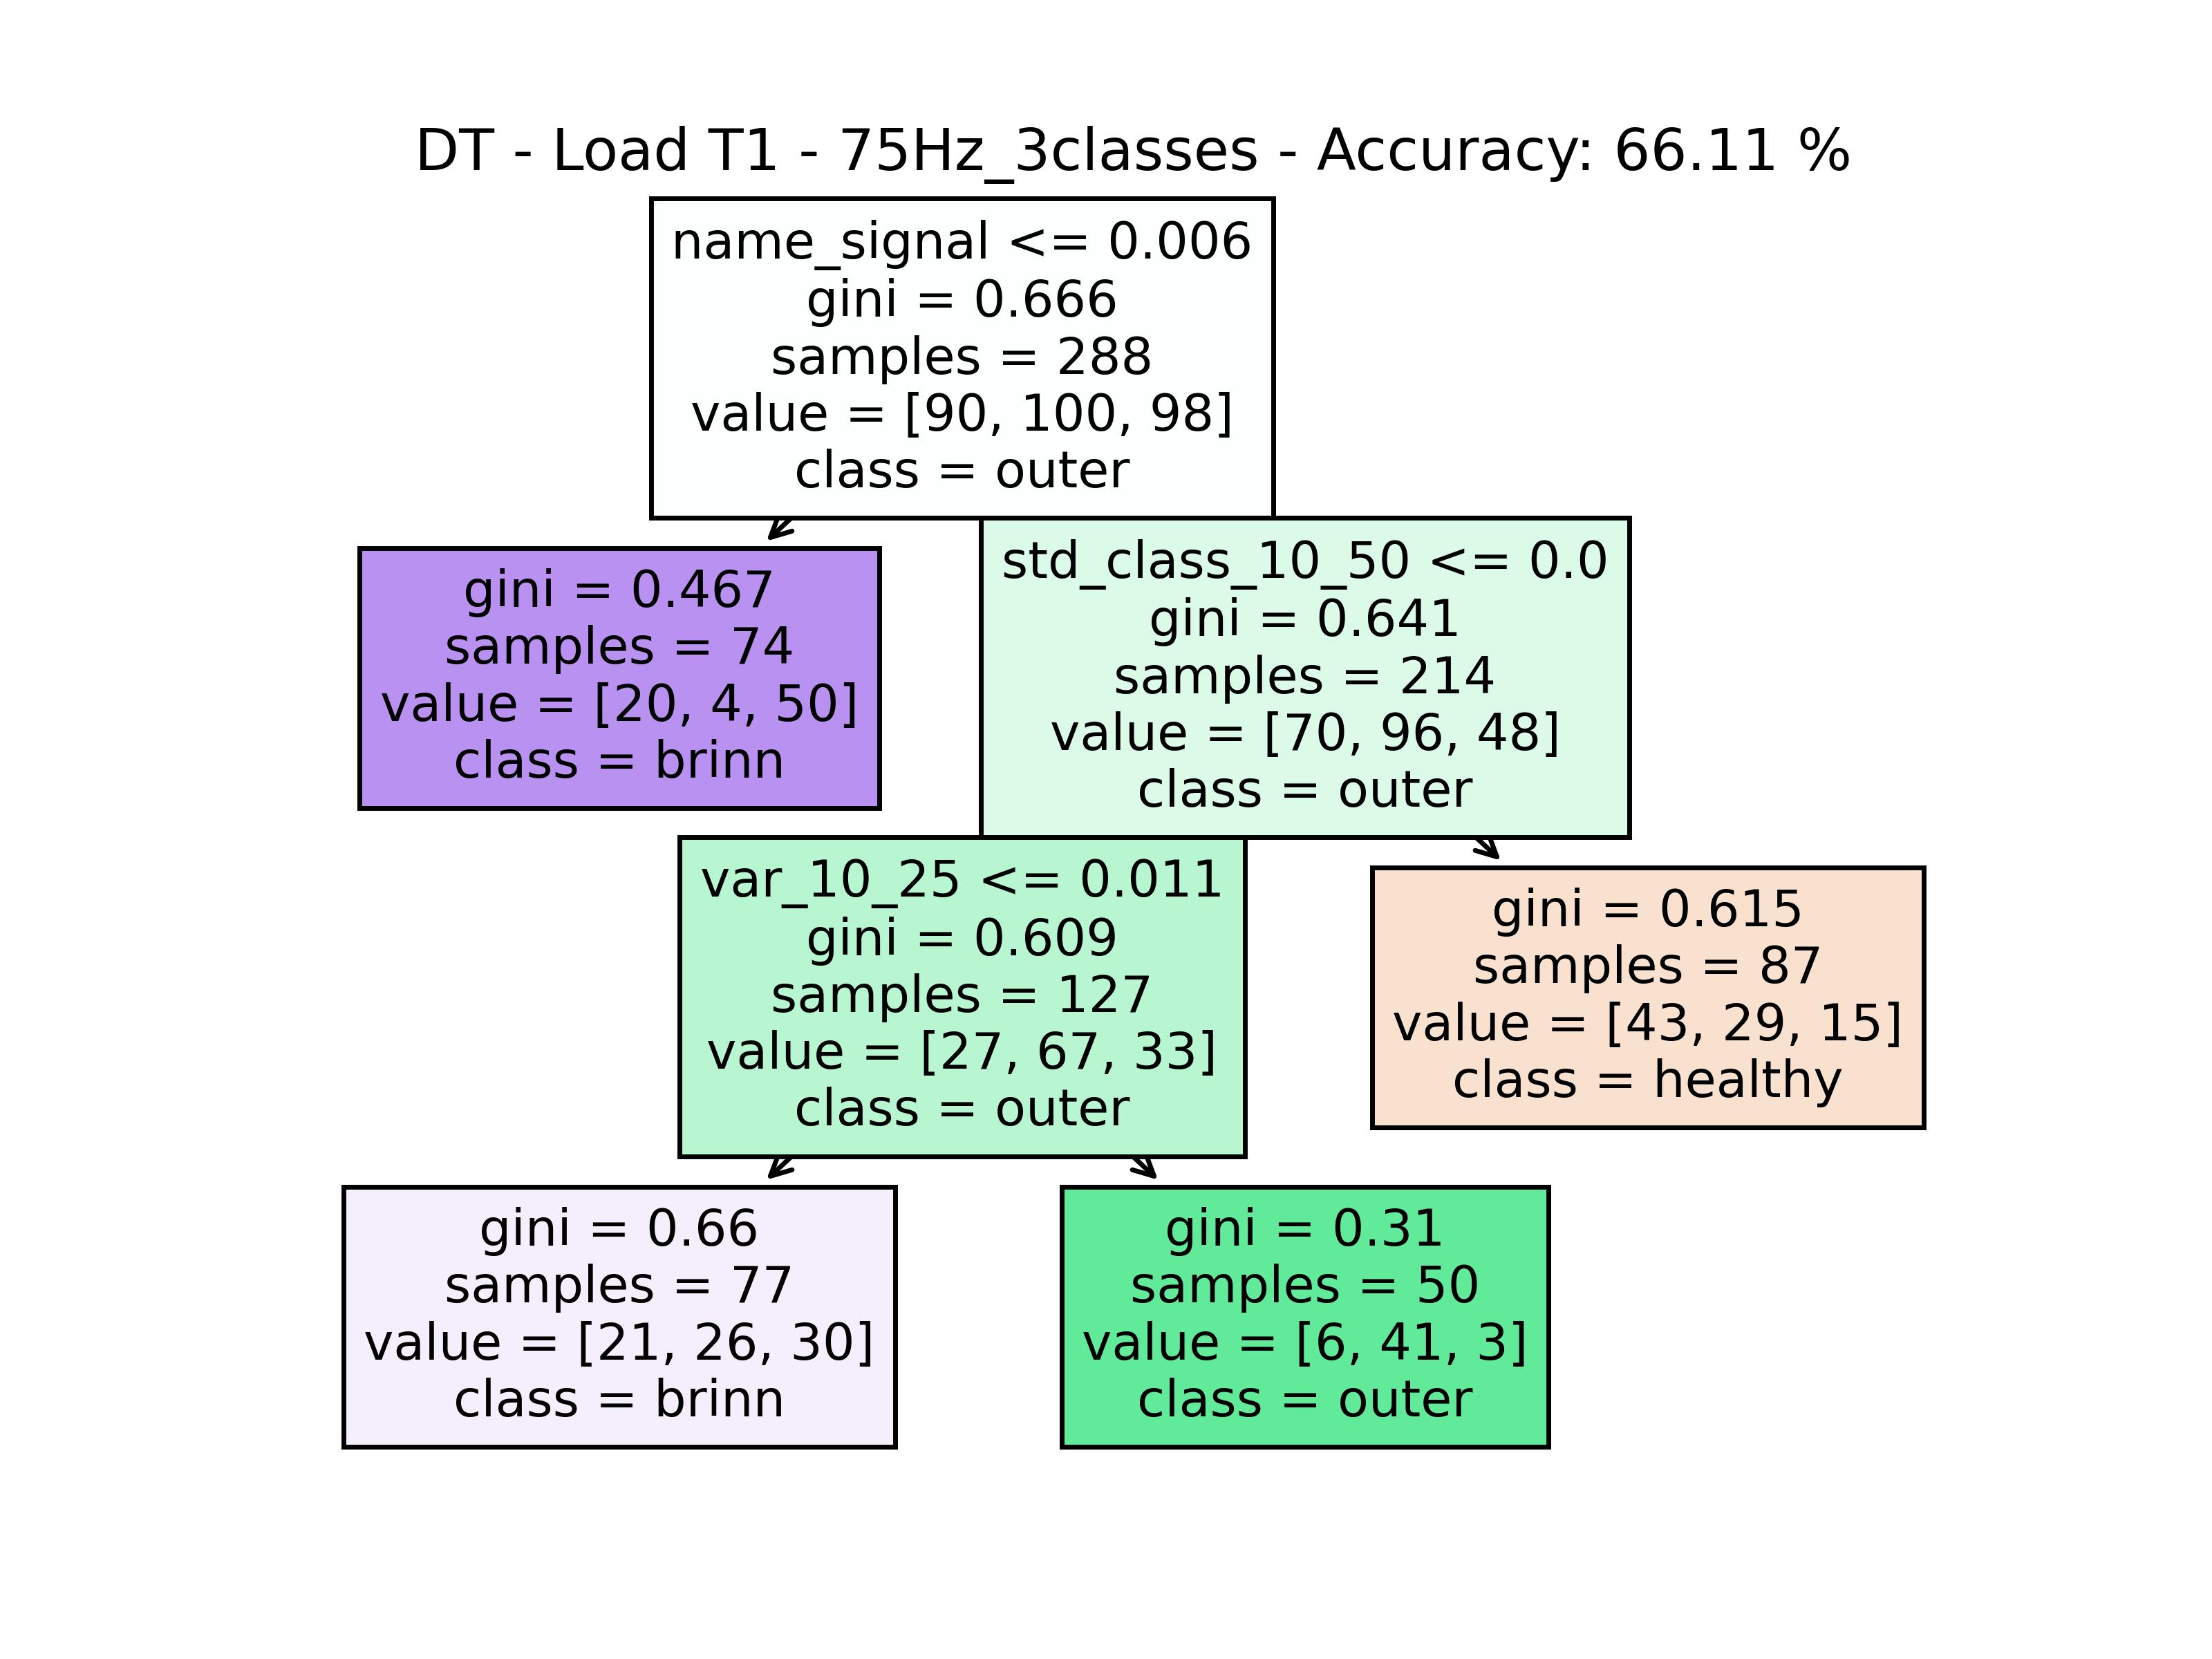 DT - Load T1 - 75Hz_3classes - Accuracy: 66.11 %
name_signal <= 0.006
gini = 0.666
samples = 288
value = [90, 100, 98]
class = outer
gini = 0.467
samples = 74
value = [20, 4, 50]
class = brinn
std_class_10_50 <= 0.0
gini = 0.641
samples = 214
value = [70, 96, 48]
class = outer
var_10_25 <= 0.011
gini = 0.609
samples = 127
value = [27, 67, 33]
class = outer
gini = 0.615
samples = 87
value = [43, 29, 15]
class = healthy
gini = 0.66
samples = 77
value = [21, 26, 30]
class = brinn
gini = 0.31
samples = 50
value = [6, 41, 3]
class = outer